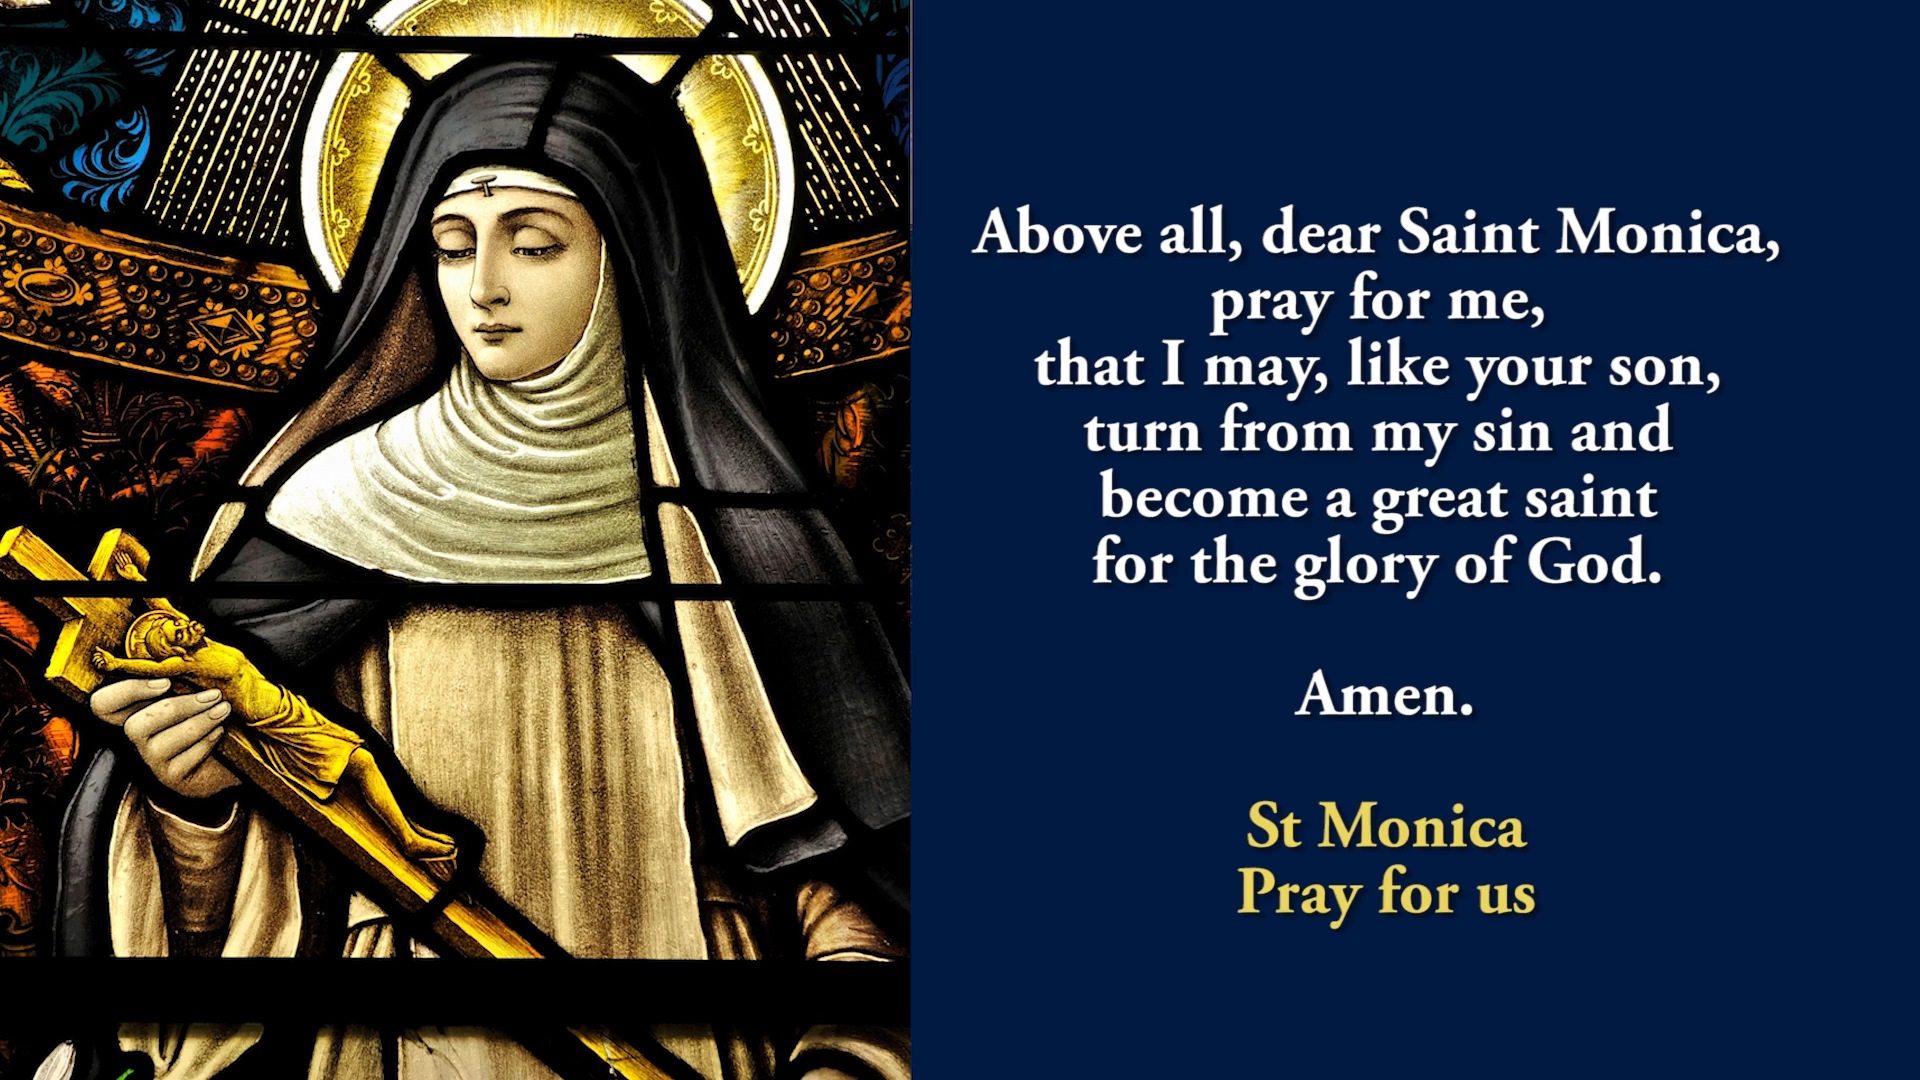 Above all, dear Saint Monica,
pray for me,
that I may, like your son,
turn from my sin and
become a great saint
for the glory of God.
Amen.
St Monica
Pray for us